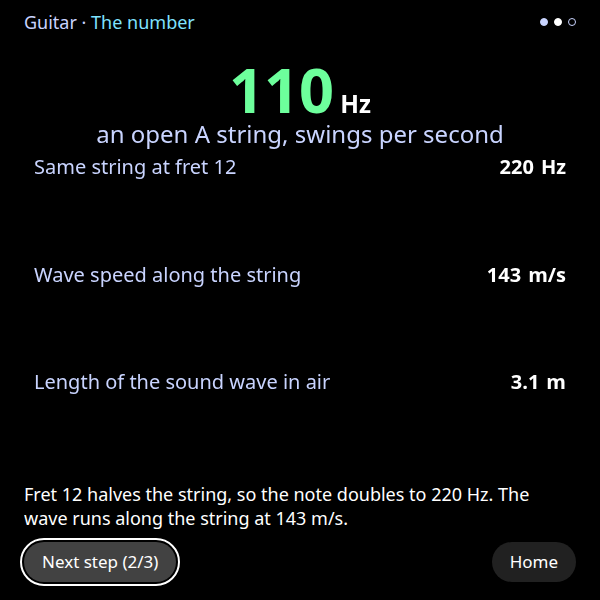 Guitar · The number
110 Hz
an open A string, swings per second
Same string at fret 12 220 Hz
Wave speed along the string 143 m/s
Length of the sound wave in air 3.1 m
Fret 12 halves the string, so the note doubles to 220 Hz. The
wave runs along the string at 143 m/s.
Next step (2/3) Home